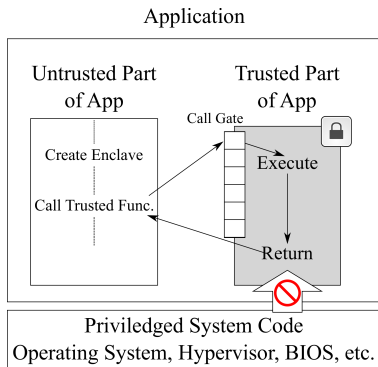 Application
Untrusted Part
of App
Trusted Part
of App
Call Gate
Create Enclave
Execute
Call Trusted Func.
Return
Priviledged System Code
Operating System, Hypervisor, BIOS, etc.